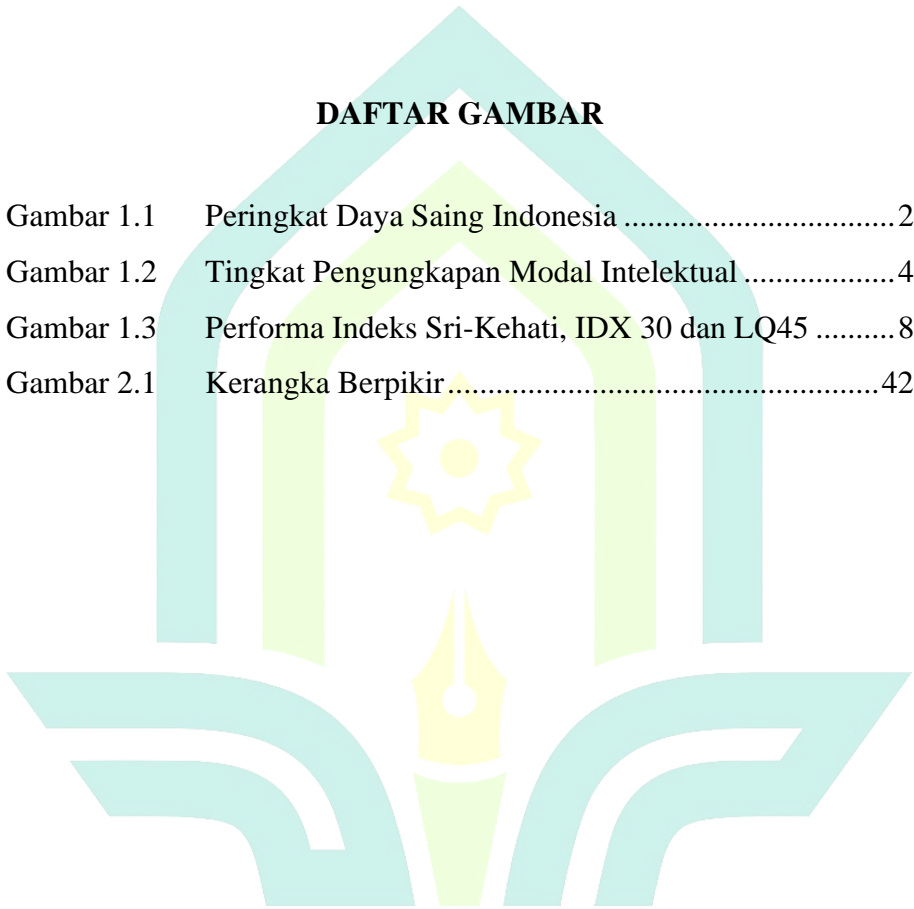 DAFTAR GAMBAR
Gambar 1.1 Peringkat Daya Saing Indonesia ..................................2
Gambar 1.2 Tingkat Pengungkapan Modal Intelektual ...................4
Gambar 1.3 Performa Indeks Sri-Kehati, IDX 30 dan LQ45 ..........8
Gambar 2.1 Kerangka Berpikir......................................................42